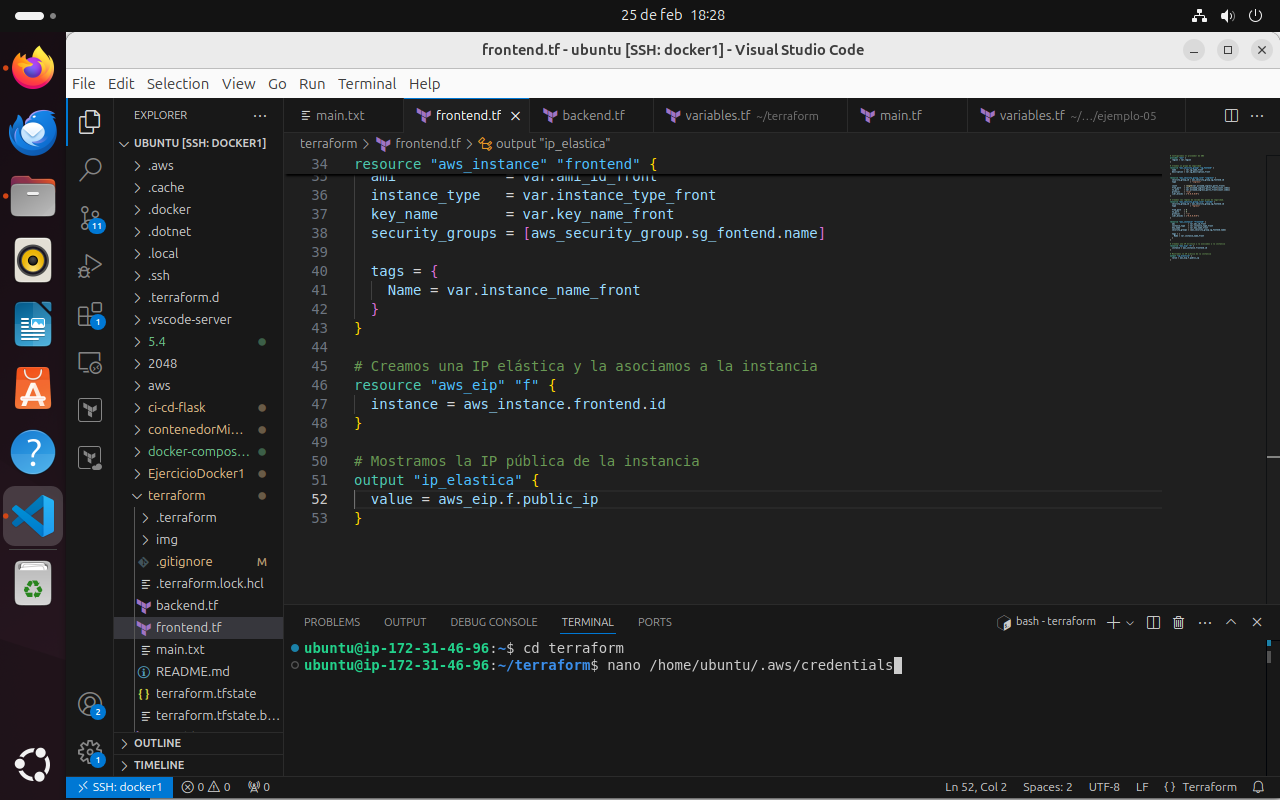 25 de feb 18:28
frontend.tf - ubuntu [SSH: docker1] - Visual Studio Code
File Edit Selection View Go Run Terminal Help
EXPLORER
main.txt
frontend.tf
backend.tf
variables.tf ~/terraform
main.tf
variables.tf ~/.../ejemplo-05
terraform > frontend.tf > output "ip_elastica"
UBUNTU [SSH: DOCKER1]
.aws
.cache
.docker
.dotnet
.local
.ssh
.terraform.d
.vscode-server
5.4
2048
aws
ci-cd-flask
contenedorMi...
docker-compos...
EjercicioDocker1
terraform
.terraform
img
.gitignore M
.terraform.lock.hcl
backend.tf
frontend.tf
main.txt
README.md
terraform.tfstate
terraform.tfstate.b...
OUTLINE
TIMELINE
11
1
2
1
34 resource "aws_instance" "frontend" {
35 ami = var.ami_id_front
36 instance_type = var.instance_type_front
37 key_name = var.key_name_front
38 security_groups = [aws_security_group.sg_fontend.name]
39
40 tags = {
41 Name = var.instance_name_front
42 }
43 }
44
45 # Creamos una IP elástica y la asociamos a la instancia
46 resource "aws_eip" "f" {
47 instance = aws_instance.frontend.id
48 }
49
50 # Mostramos la IP pública de la instancia
51 output "ip_elastica" {
52 value = aws_eip.f.public_ip
53 }
PROBLEMS OUTPUT DEBUG CONSOLE TERMINAL PORTS
bash - terraform
ubuntu@ip-172-31-46-96:~$ cd terraform
ubuntu@ip-172-31-46-96:~/terraform$ nano /home/ubuntu/.aws/credentials
SSH: docker1 0 0 0 Ln 52, Col 2 Spaces: 2 UTF-8 LF { } Terraform